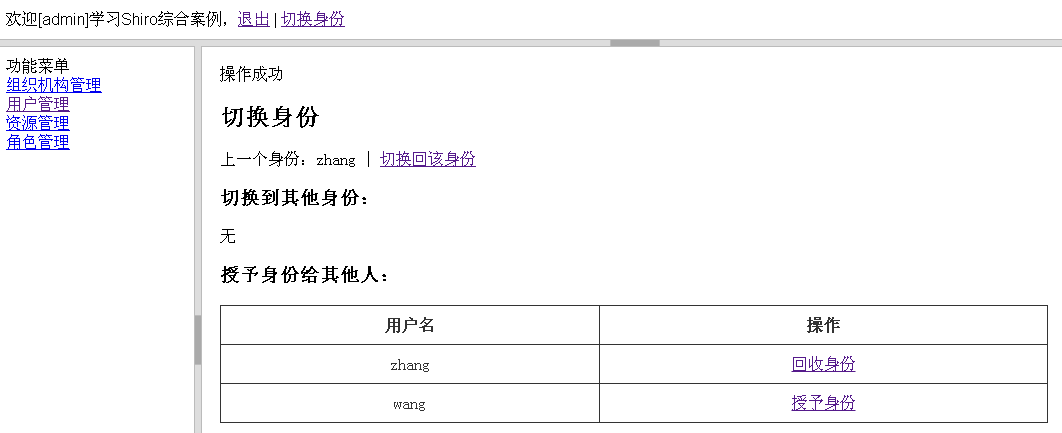 欢迎[admin]学习Shiro综合案例，退出 | 切换身份
功能菜单
组织机构管理
用户管理
资源管理
角色管理
操作成功
切换身份
上一个身份：zhang | 切换回该身份
切换到其他身份：
无
授予身份给其他人：
用户名 操作
zhang 回收身份
wang 授予身份